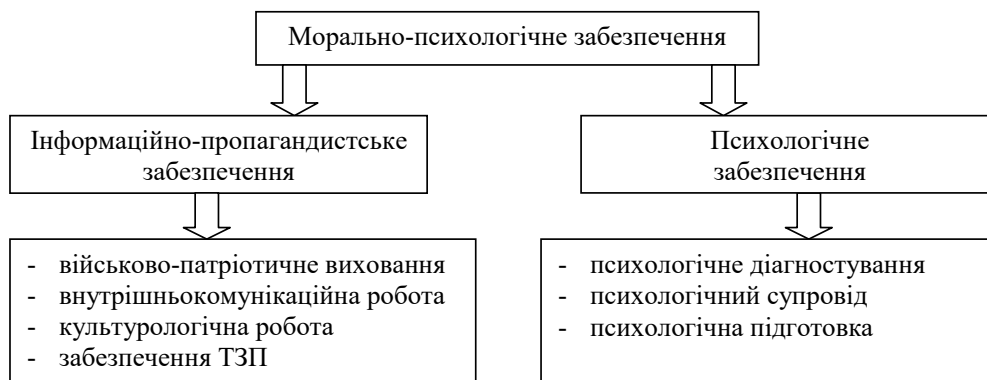 Морально-психологічне забезпечення
Інформаційно-пропагандистське
забезпечення
Психологічне
забезпечення
- військово-патріотичне виховання
- внутрішньокомунікаційна робота
- культурологічна робота
- забезпечення ТЗП
- психологічне діагностування
- психологічний супровід
- психологічна підготовка